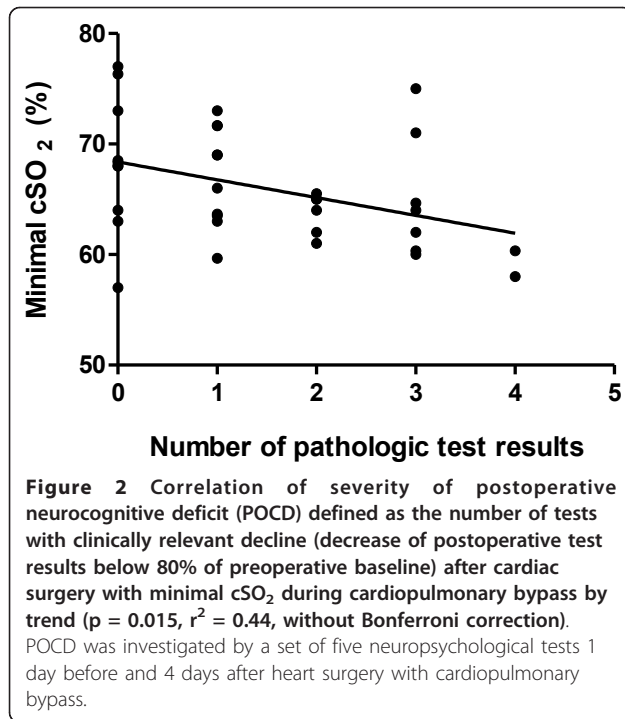 80
70
60
50
Minimal cSO2 (%)
0 1 2 3 4 5
Number of pathologic test results
Figure 2 Correlation of severity of postoperative
neurocognitive deficit (POCD) defined as the number of tests
with clinically relevant decline (decrease of postoperative test
results below 80% of preoperative baseline) after cardiac
surgery with minimal cSO2 during cardiopulmonary bypass by
trend (p = 0.015, r2 = 0.44, without Bonferroni correction).
POCD was investigated by a set of five neuropsychological tests 1
day before and 4 days after heart surgery with cardiopulmonary
bypass.